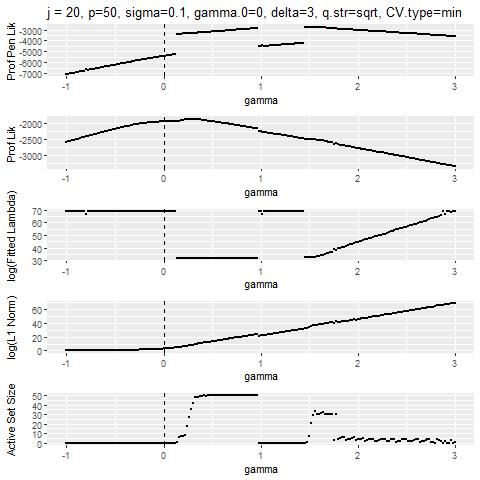 j = 20, p=50, sigma=0.1, gamma.0=0, delta=3, q.str=sqrt, CV.type=min
Prof Pen Lik
-3000
-4000
-5000
-6000
-7000
-1 0 1 2 3
gamma
Prof Lik
-2000
-2500
-3000
-1 0 1 2 3
gamma
log(Fitted Lambda)
70
60
50
40
30
-1 0 1 2 3
gamma
log(L1 Norm)
60
40
20
0
-1 0 1 2 3
gamma
Active Set Size
50
40
30
20
10
0
-1 0 1 2 3
gamma